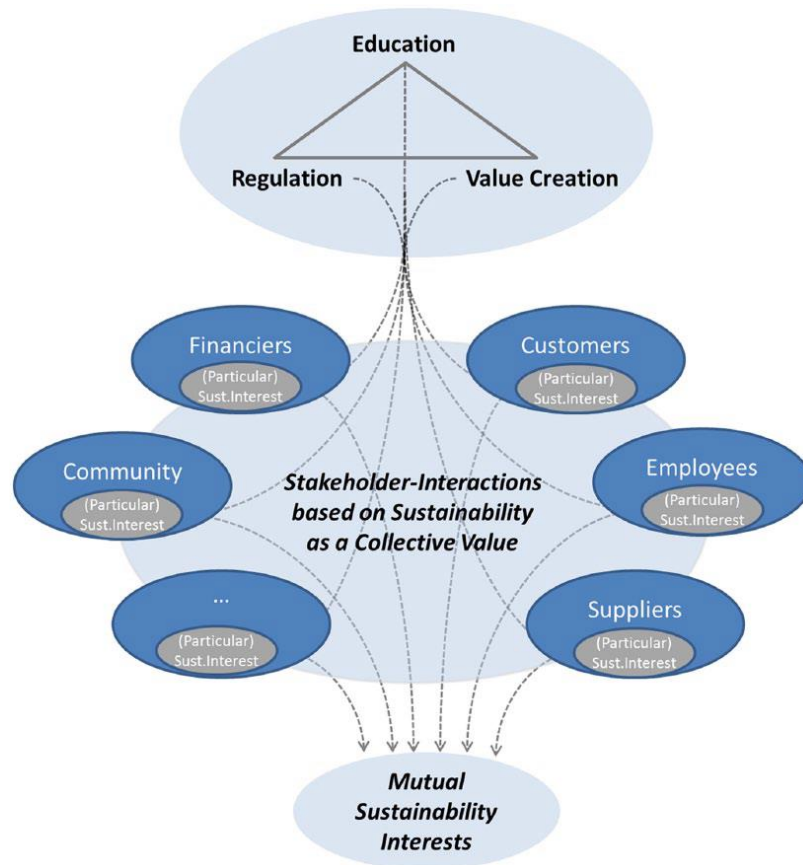 Education
Regulation
Value Creation
Financiers
(Particular)
Sust.Interest
Customers
(Particular)
Sust.Interest
Community
(Particular)
Sust.Interest
Stakeholder-Interactions
based on Sustainability
as a Collective Value
Employees
(Particular)
Sust.Interest
...
(Particular)
Sust.Interest
Suppliers
(Particular)
Sust.Interest
Mutual
Sustainability
Interests